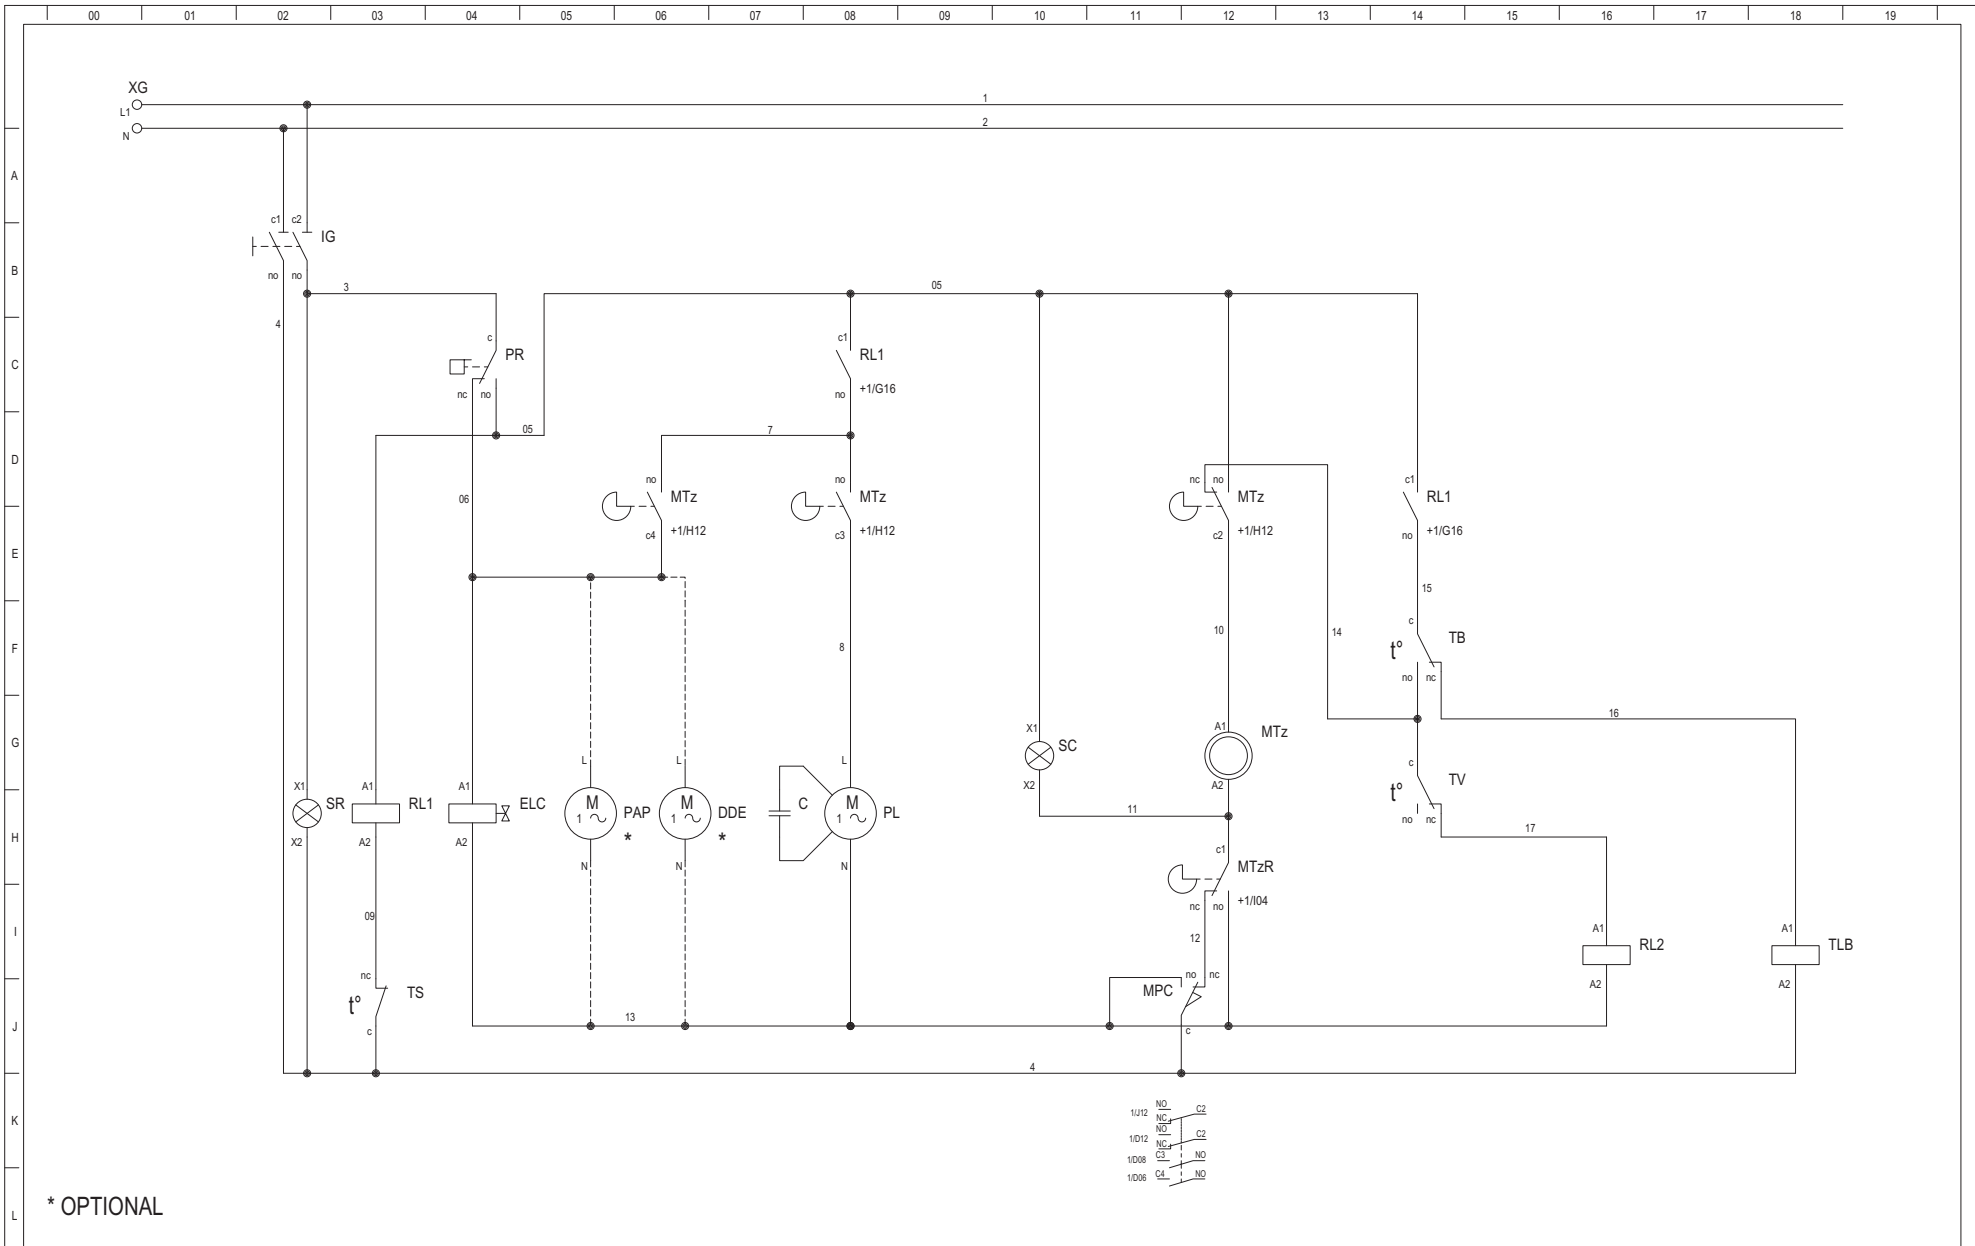 00 01 02 03 04 05 06 07 08 09 10 11 12 13 14 15 16 17 18 19
XG
L1 1
N 2
A
c1 c2
IG
B
no no
3 05
4
c PR c1 RL1
C
nc no no +1/G16
05 7
D
no no nc no c1
06 MTz MTz MTz RL1
+1/H12 +1/H12 +1/H12 +1/G16
c4 c3 c2 no
E
15
c
10 14 TB
F
8 t°
no nc
16
X1 SC A1 MTz
G
L L L c
X2 A2 TV
X1 A1 A1 t°
SR RL1 ELC M 1 PAP M 1 DDE C M 1 PL 11 no nc
* *
H
17
X2 A2 A2 c1
N N N MTzR
nc no +1/I04
09
I
12 A1 A1
RL2 TLB
nc no nc
TS MPC A2 A2
t°
J
13
c c
4
K
1/J12 NO C2
NC
1/D12 NO C2
NC
1/D08 C3 NO
1/D06 C4 NO
* OPTIONAL
L